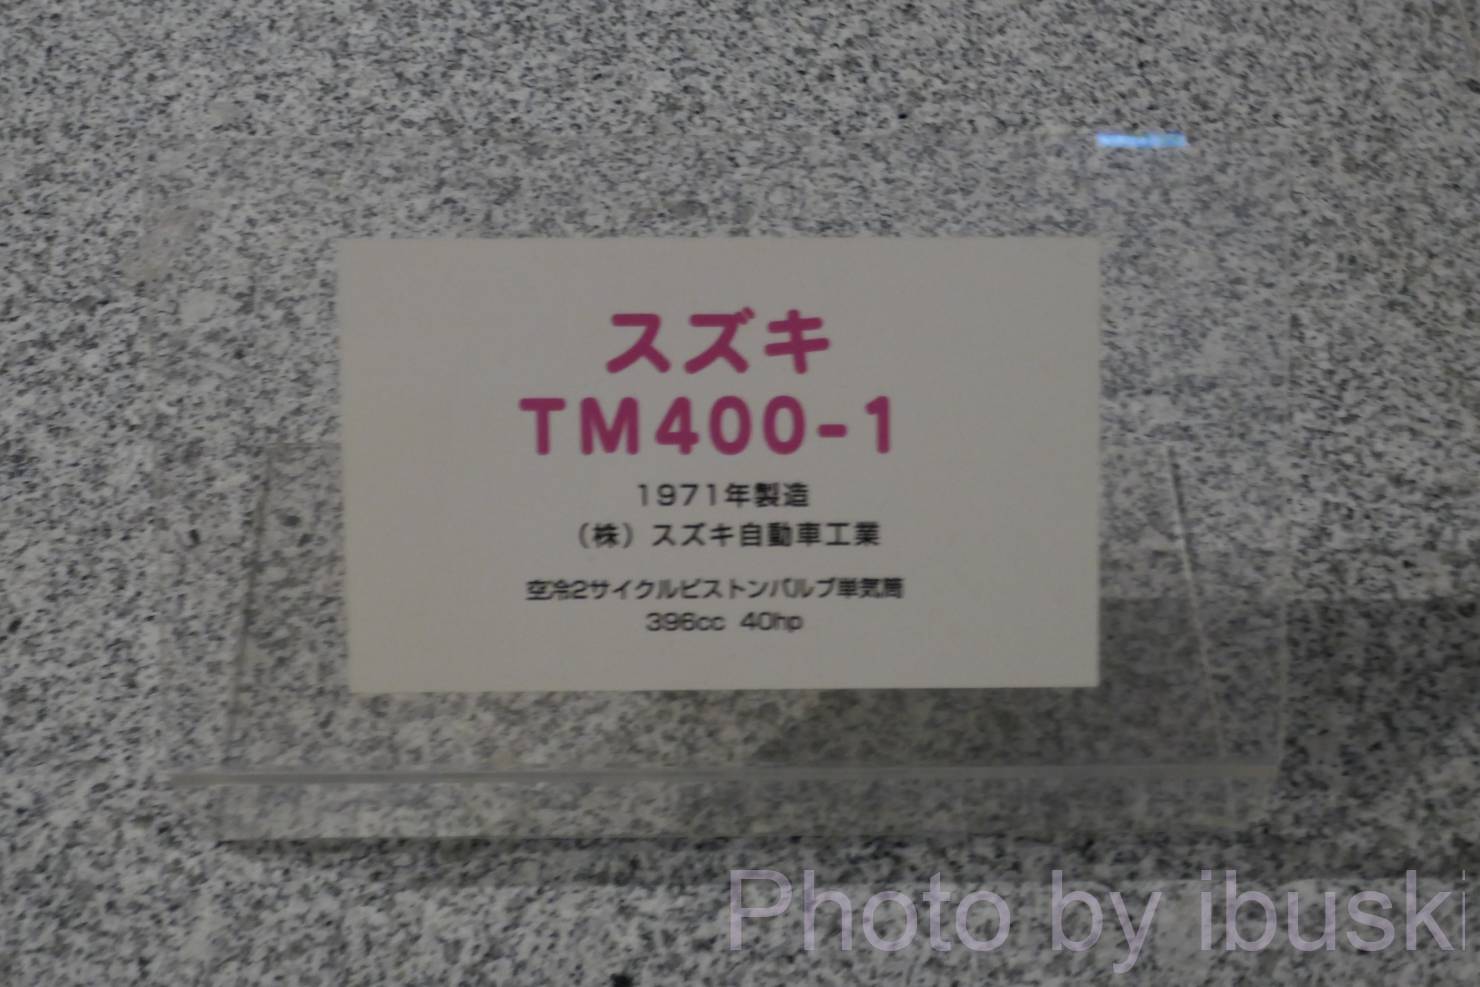 スズキ
TM400-1
1971年製造
（株）スズキ自動車工業
空冷2サイクルピストンバルブ単気筒
396cc 40hp
Photo by ibuski